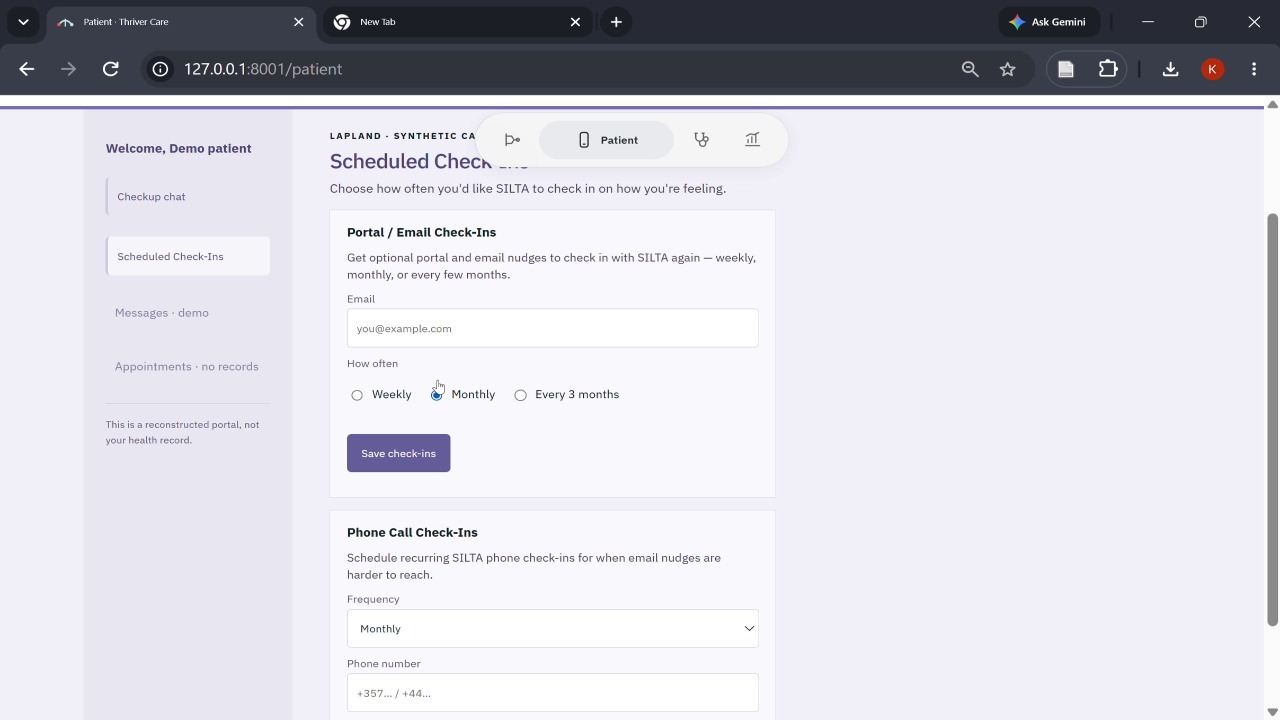 Patient · Thriver Care
New Tab
Ask Gemini
127.0.0.1:8001/patient
K
Welcome, Demo patient
Checkup chat
Scheduled Check-Ins
Messages · demo
Appointments · no records
This is a reconstructed portal, not
your health record.
LAPLAND · SYNTHETIC CA
Patient
Scheduled Check-Ins
Choose how often you'd like SILTA to check in on how you're feeling.
Portal / Email Check-Ins
Get optional portal and email nudges to check in with SILTA again — weekly,
monthly, or every few months.
Email
you@example.com
How often
Weekly
Monthly
Every 3 months
Save check-ins
Phone Call Check-Ins
Schedule recurring SILTA phone check-ins for when email nudges are
harder to reach.
Frequency
Monthly
Phone number
+357... / +44...